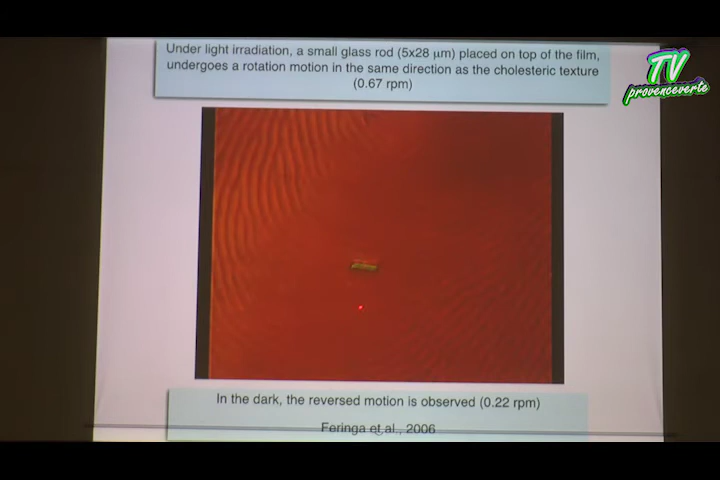 Under light irradiation, a small glass rod (5x28 μm) placed on top of the film,
undergoes a rotation motion in the same direction as the cholesteric texture
(0.67 rpm)
TV
provenceverte
In the dark, the reversed motion is observed (0.22 rpm)
Feringa et al., 2006